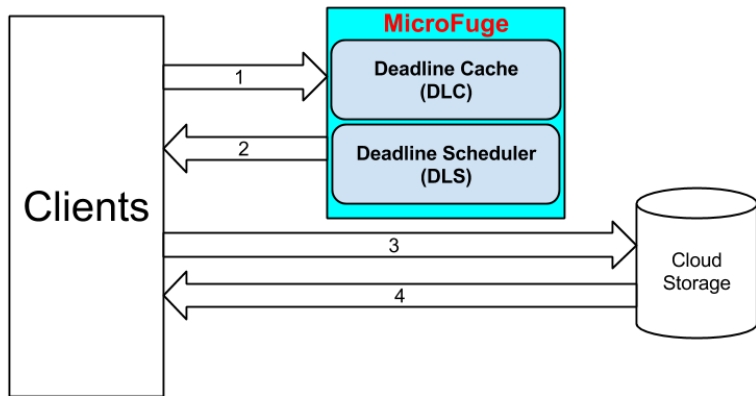 MicroFuge
Deadline Cache
(DLC)
1
2
Deadline Scheduler
(DLS)
Clients
3
4
Cloud
Storage